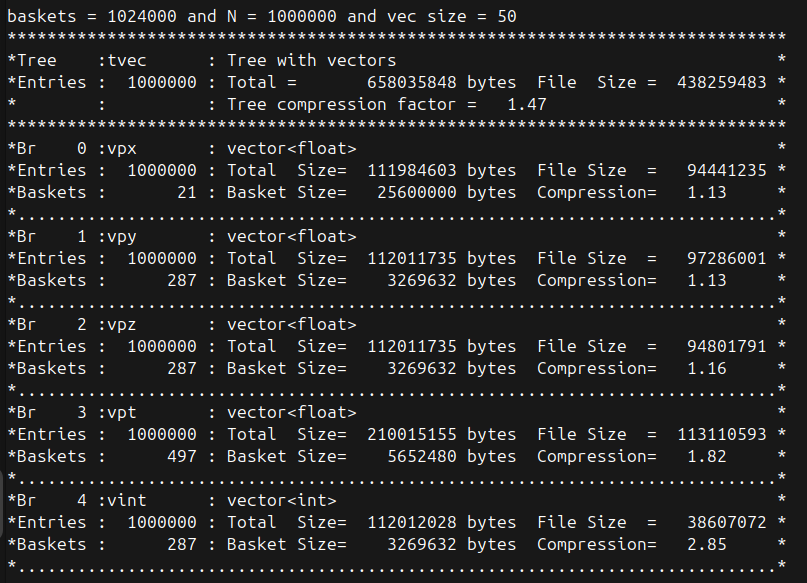 baskets = 1024000 and N = 1000000 and vec size = 50
******************************************************************************
*Tree    :tvec      : Tree with vectors                                      *
*Entries :  1000000 : Total =       658035848 bytes  File  Size =  438259483 *
*        :          : Tree compression factor =   1.47                       *
******************************************************************************
*Br    0 :vpx       : vector<float>                                          *
*Entries :  1000000 : Total  Size=  111984603 bytes  File Size  =   94441235 *
*Baskets :       21 : Basket Size=   25600000 bytes  Compression=   1.13     *
*............................................................................*
*Br    1 :vpy       : vector<float>                                          *
*Entries :  1000000 : Total  Size=  112011735 bytes  File Size  =   97286001 *
*Baskets :      287 : Basket Size=    3269632 bytes  Compression=   1.13     *
*............................................................................*
*Br    2 :vpz       : vector<float>                                          *
*Entries :  1000000 : Total  Size=  112011735 bytes  File Size  =   94801791 *
*Baskets :      287 : Basket Size=    3269632 bytes  Compression=   1.16     *
*............................................................................*
*Br    3 :vpt       : vector<float>                                          *
*Entries :  1000000 : Total  Size=  210015155 bytes  File Size  =  113110593 *
*Baskets :      497 : Basket Size=    5652480 bytes  Compression=   1.82     *
*............................................................................*
*Br    4 :vint      : vector<int>                                            *
*Entries :  1000000 : Total  Size=  112012028 bytes  File Size  =   38607072 *
*Baskets :      287 : Basket Size=    3269632 bytes  Compression=   2.85     *
*............................................................................*